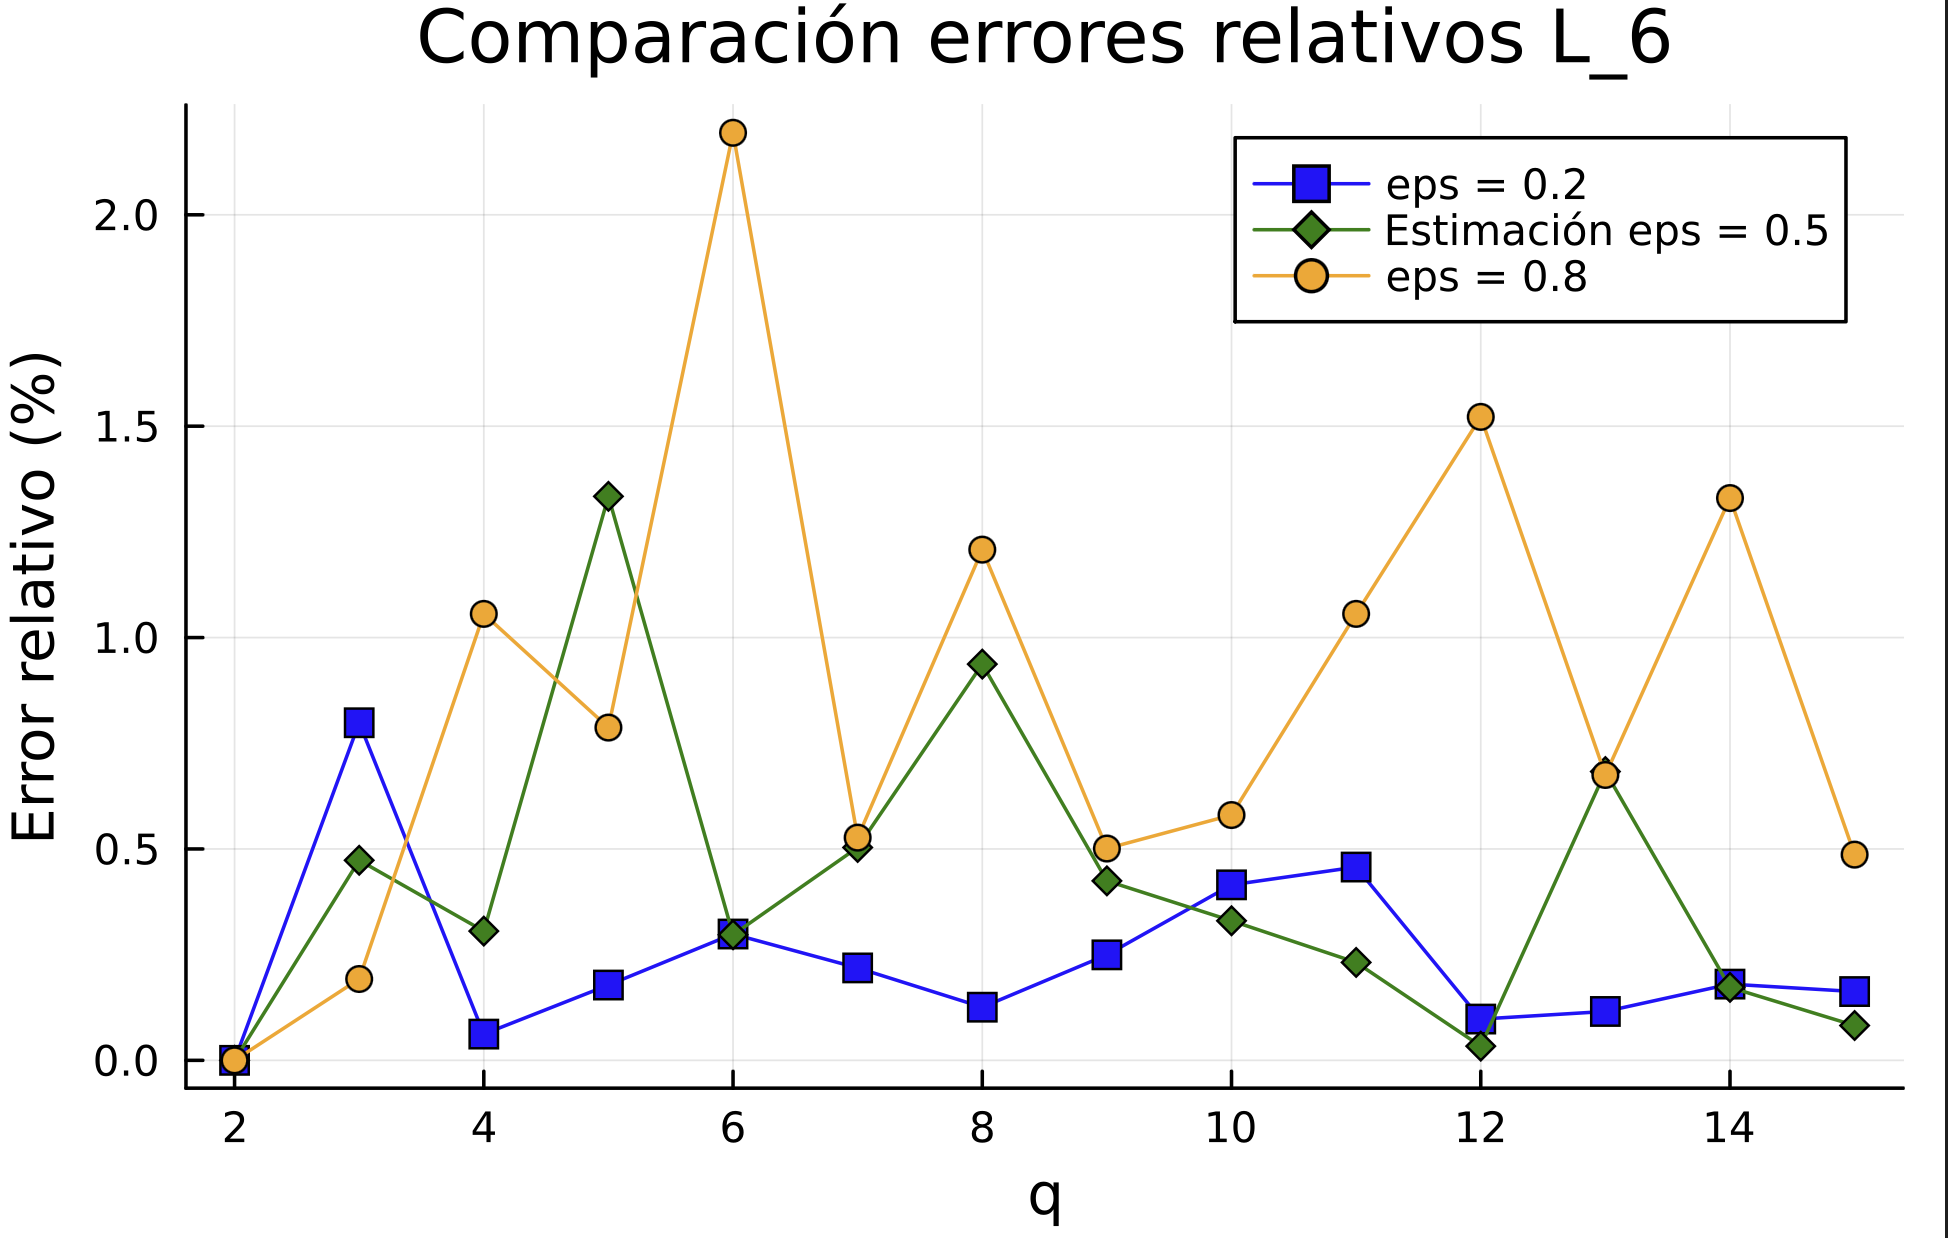 Comparación errores relativos L_6
eps = 0.2
Estimación eps = 0.5
eps = 0.8
Error relativo (%)
2.0
1.5
1.0
0.5
0.0
2 4 6 8 10 12 14
q